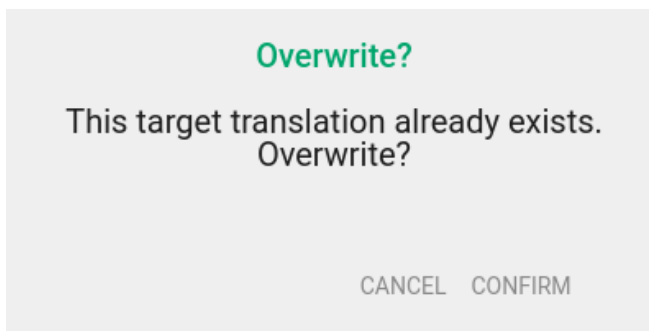 Overwrite?
This target translation already exists.
Overwrite?
CANCEL CONFIRM